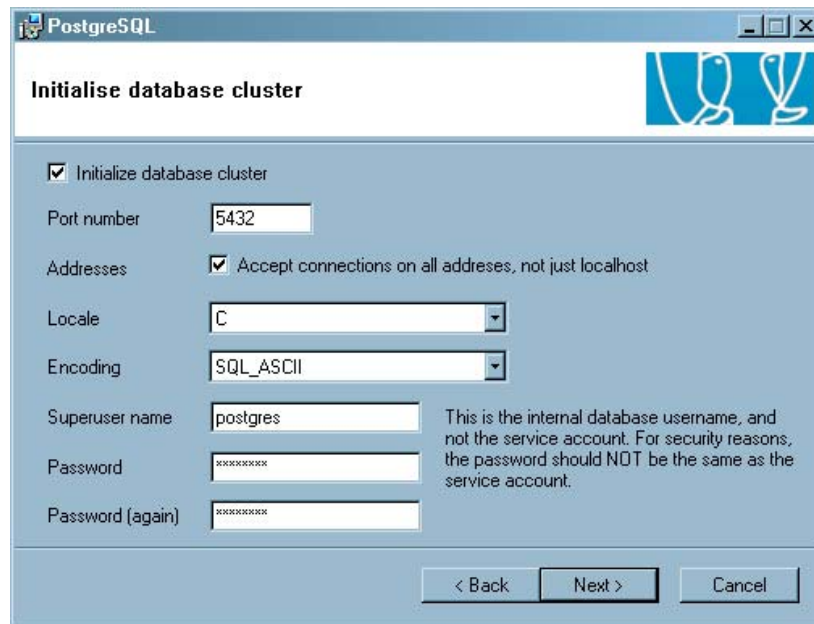 PostgreSQL
Initialise database cluster
Initialize database cluster
Port number 5432
Addresses Accept connections on all addreses, not just localhost
Locale C
Encoding SQL_ASCII
Superuser name postgres
This is the internal database username, and
not the service account. For security reasons,
the password should NOT be the same as the
service account.
Password ********
Password (again) ********
< Back Next > Cancel